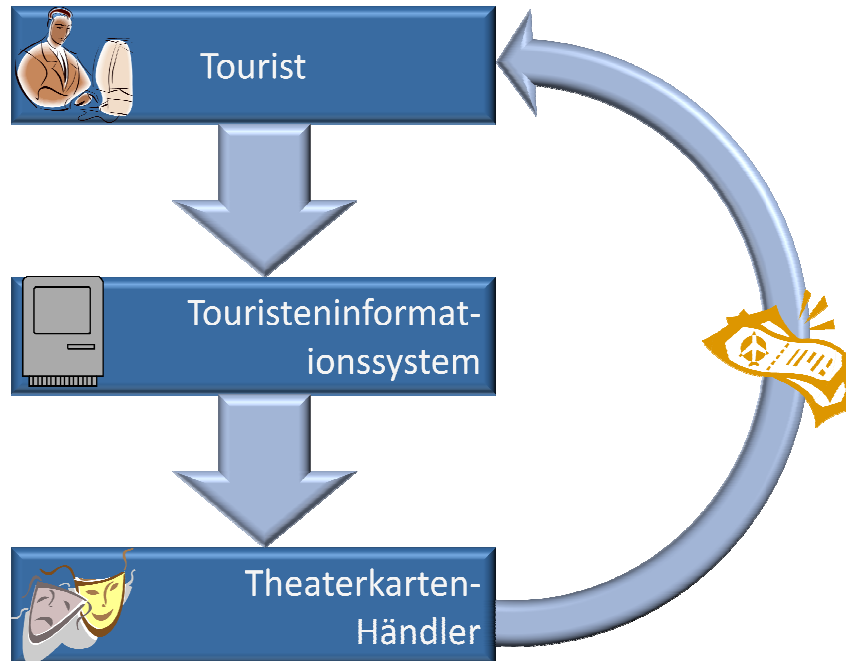 Tourist
Touristeninformat-
ionssystem
Theaterkarten-
Händler